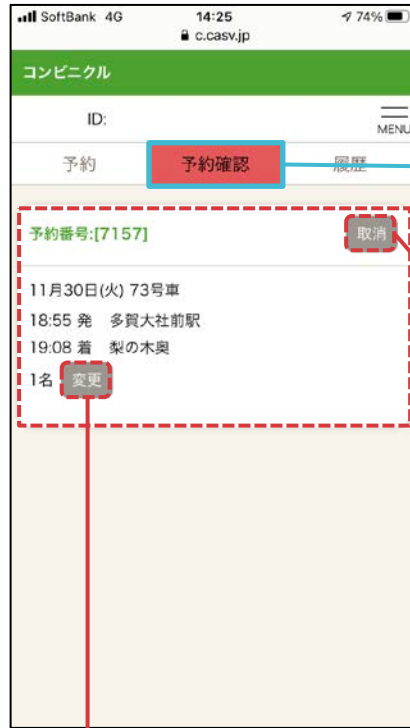 SoftBank 4G 14:25 74%
c.casv.jp
コンビニクル
ID:
MENU
予約 予約確認 履歴
予約番号:[7157] 取消
11月30日(火) 73号車
18:55 発 多賀大社前駅
19:08 着 梨の木奥
1名 変更